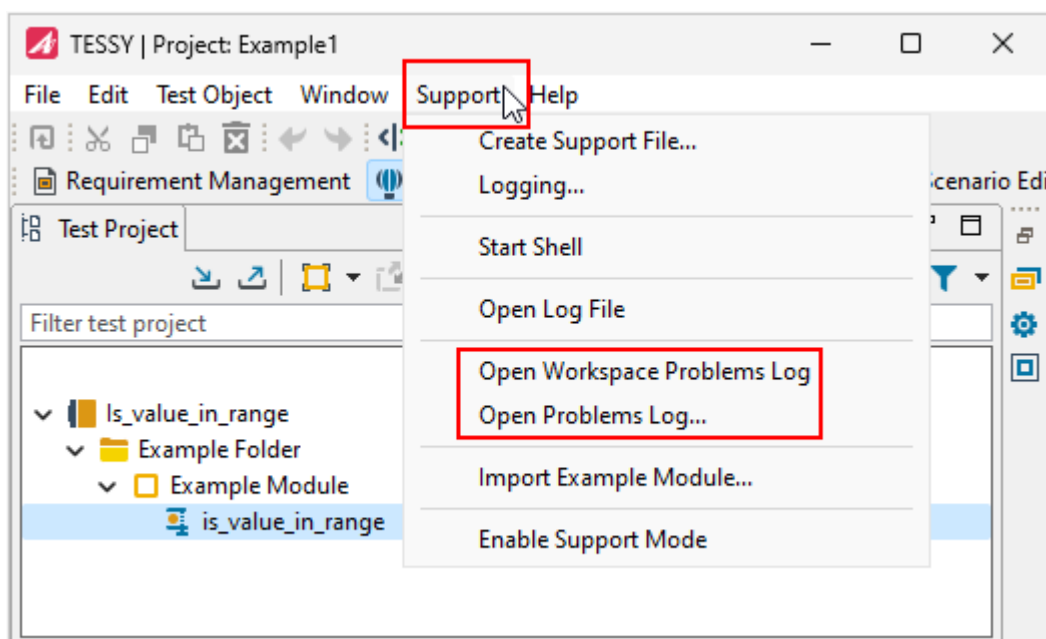 TESSY | Project: Example1
File Edit Test Object Window Support Help
Create Support File...
Requirement Management
Logging...
Test Project
Start Shell
Open Log File
Filter test project
Open Workspace Problems Log
Is_value_in_range
Open Problems Log...
Example Folder
Example Module
Import Example Module...
is_value_in_range
Enable Support Mode